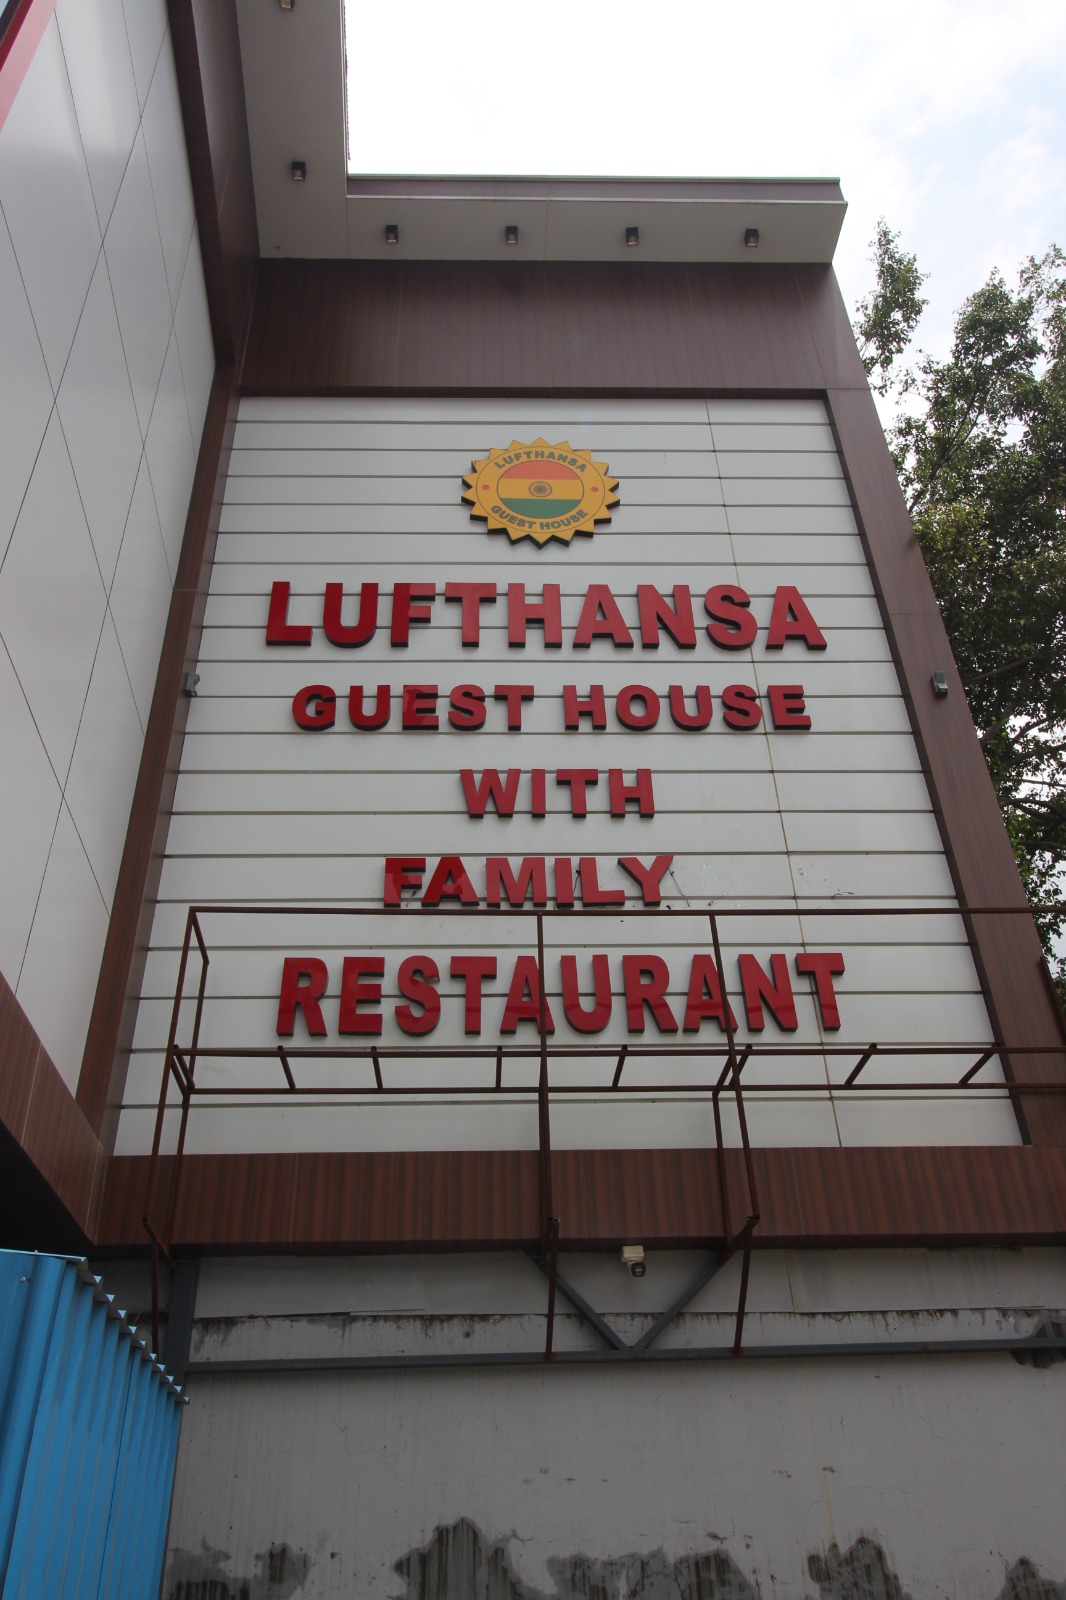 LUFTHANSA
GUEST HOUSE
LUFTHANSA
GUEST HOUSE
WITH
FAMILY
RESTAURANT